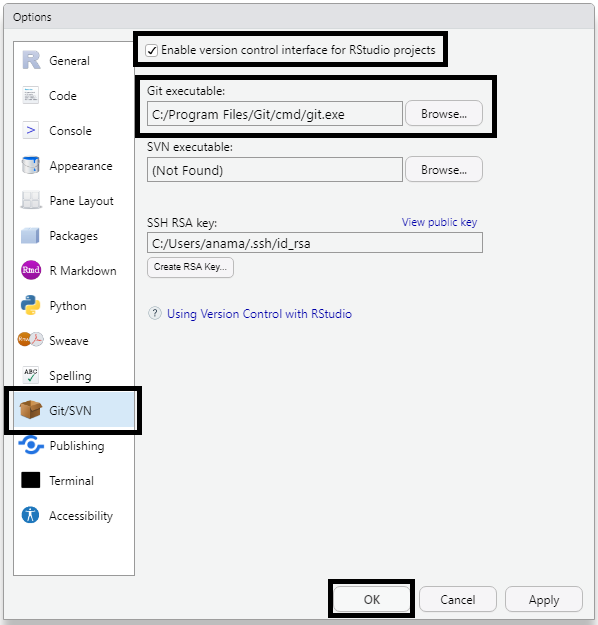 Options
General
Code
Console
Appearance
Pane Layout
Packages
Rmd R Markdown
Python
Sweave
ABC Spelling
Git/SVN
Publishing
Terminal
Accessibility
Enable version control interface for RStudio projects
Git executable:
C:/Program Files/Git/cmd/git.exe Browse...
SVN executable:
(Not Found) Browse...
SSH RSA key: View public key
C:/Users/anama/.ssh/id_rsa
Create RSA Key...
? Using Version Control with RStudio
OK Cancel Apply